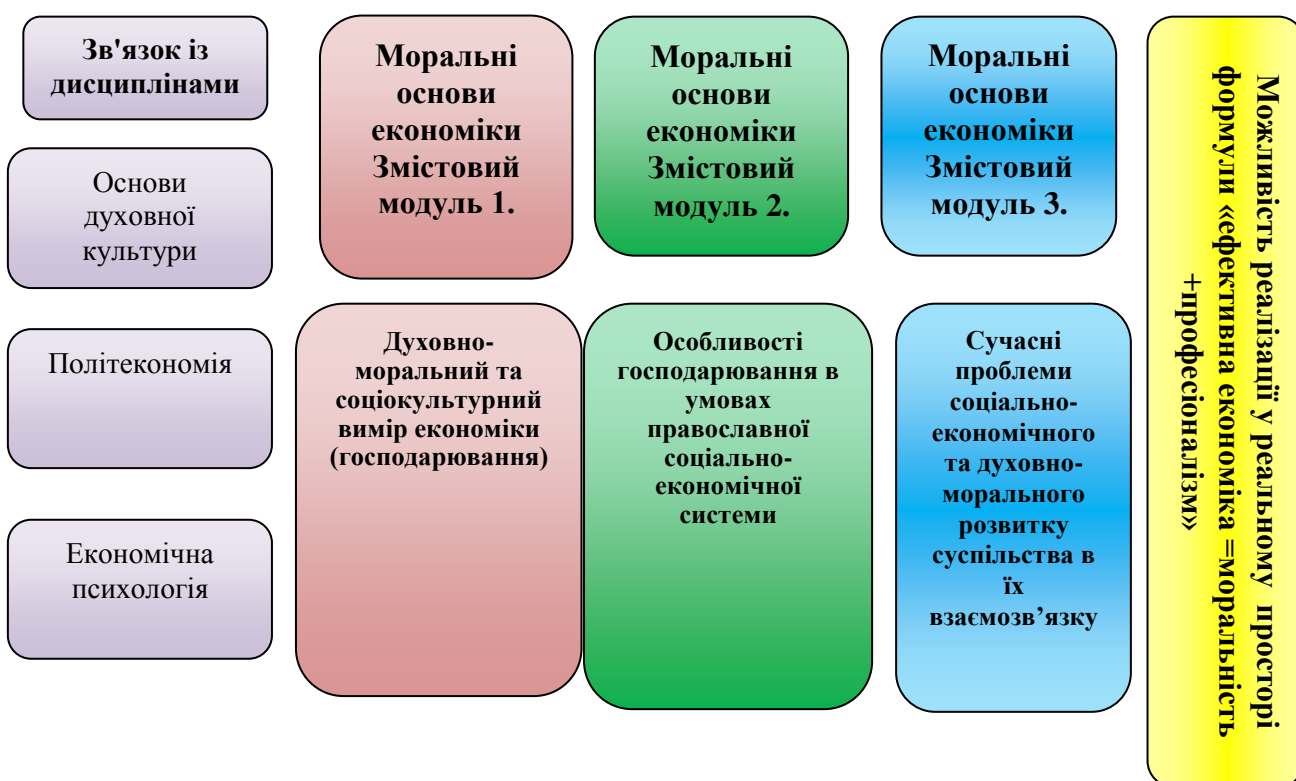 Зв'язок із
дисциплінами
Основи
духовної
культури
Політекономія
Економічна
психологія
Моральні
основи
економіки
Змістовий
модуль 1.
Духовно-
моральний та
соціокультурний
вимір економіки
(господарювання)
Моральні
основи
економіки
Змістовий
модуль 2.
Особливості
господарювання в
умовах
православної
соціально-
економічної
системи
Моральні
основи
економіки
Змістовий
модуль 3.
Сучасні
проблеми
соціально-
економічного
та духовно-
морального
розвитку
суспільства в
їх
взаємозв’язку
Можливість реалізації у реальному просторі
формули «ефективна економіка =моральність
+професіоналізм»